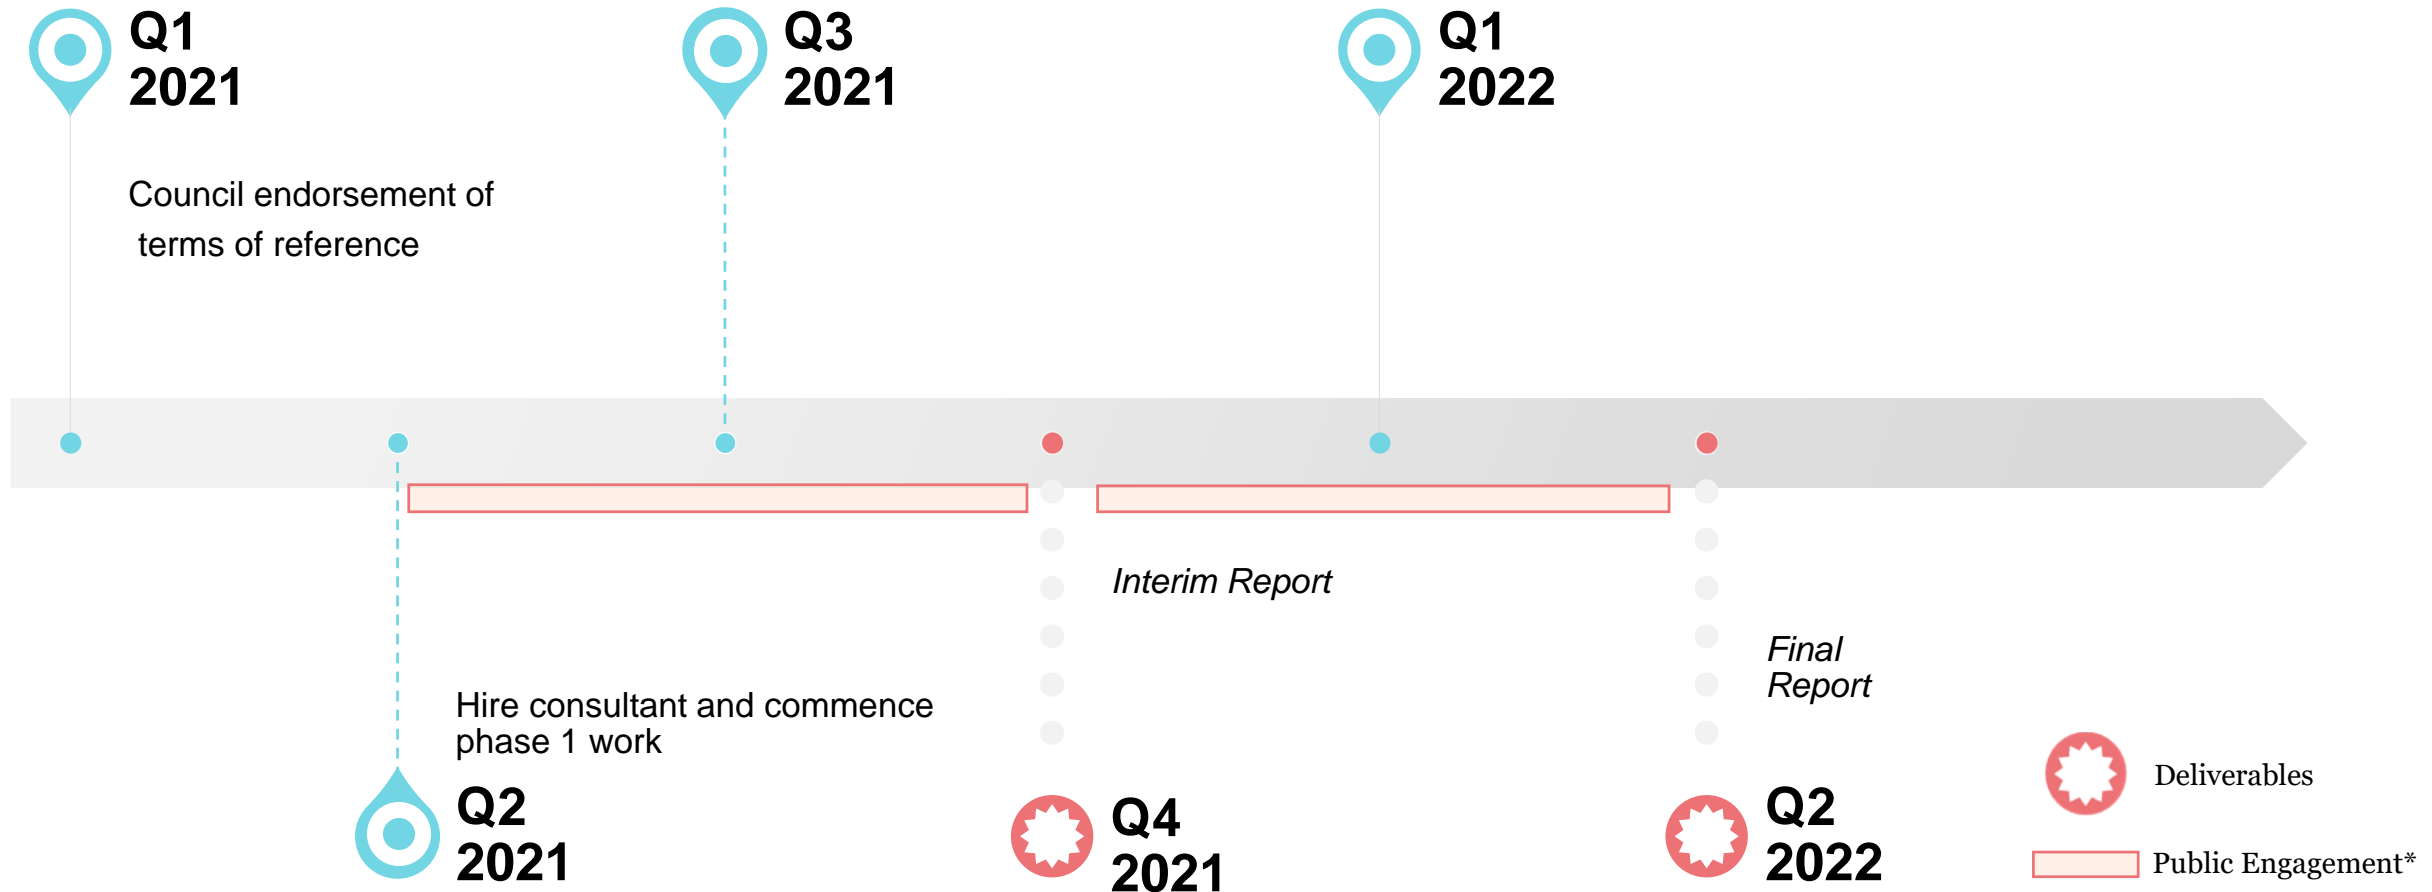 Q1
2021
Q3
2021
Q1
2022
Council endorsement of
terms of reference
Interim Report
Final
Report
Hire consultant and commence
phase 1 work
Q2
2021
Q4
2021
Q2
2022
Deliverables
Public Engagement*